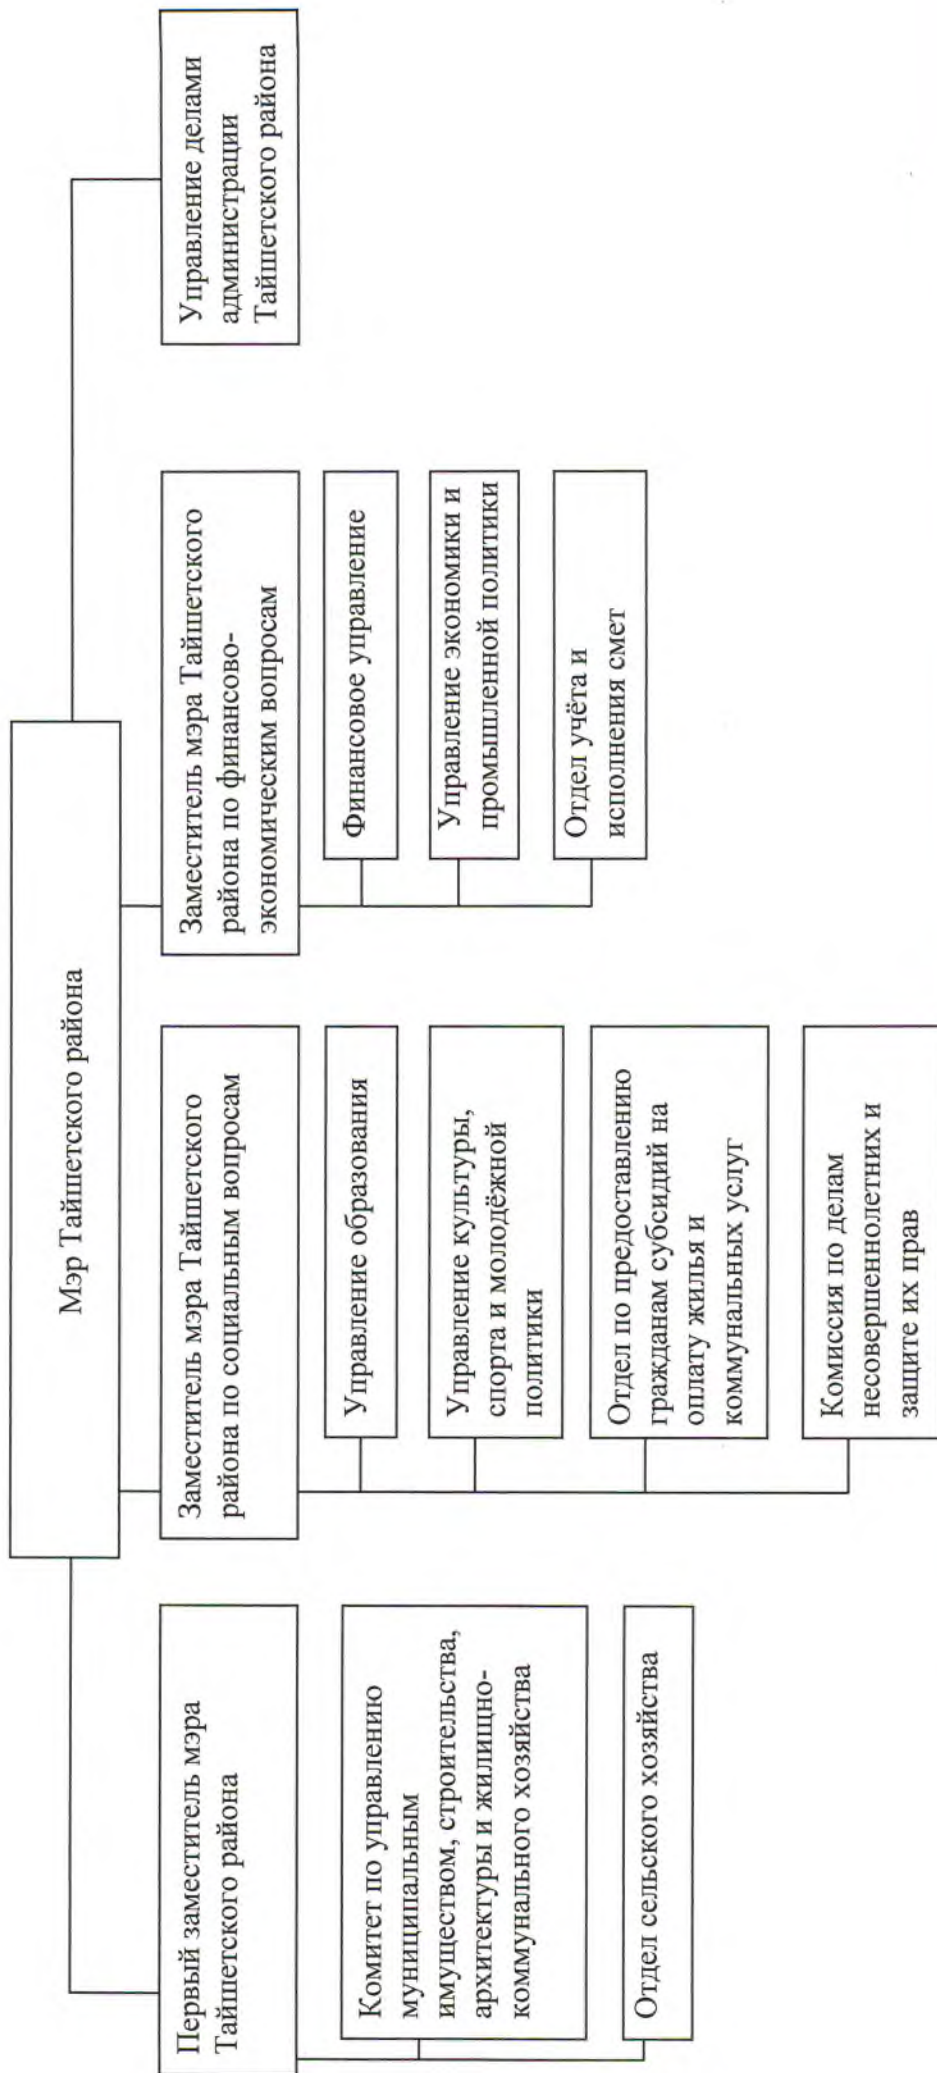 Мэр Тайшетского района
Первый заместитель мэра
Тайшетского района
Комитет по управлению
муниципальным
имуществом, строительства,
архитектуры и жилищно-
коммунального хозяйства
Отдел сельского хозяйства
Заместитель мэра Тайшетского
района по социальным вопросам
Управление образования
Управление культуры,
спорта и молодёжной
политики
Отдел по предоставлению
гражданам субсидий на
оплату жилья и
коммунальных услуг
Комиссия по делам
несовершеннолетних и
защите их прав
Заместитель мэра Тайшетского
района по финансово-
экономическим вопросам
Финансовое управление
Управление экономики и
промышленной политики
Отдел учёта и
исполнения смет
Управление делами
администрации
Тайшетского района